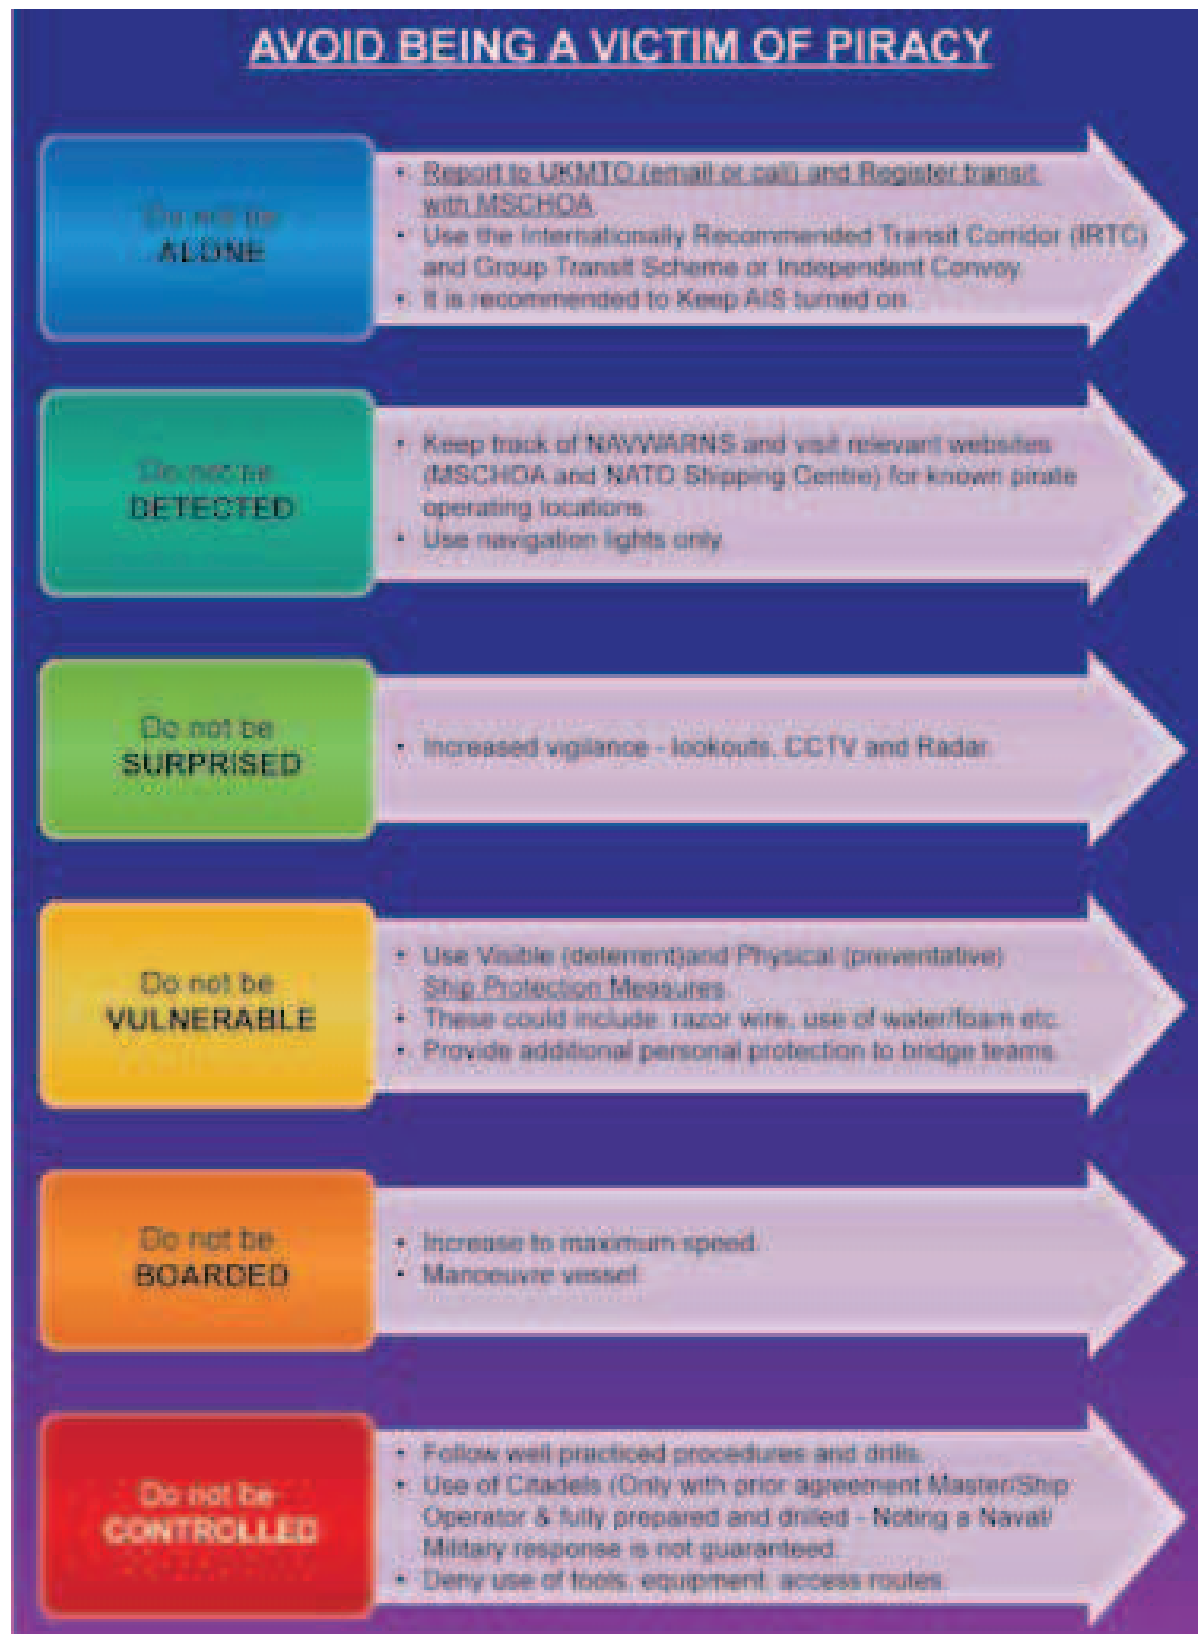 AVOID BEING A VICTIM OF PIRACY
Do not be
ALONE
• Report to UKMTO (email or call) and Register transit
with MSCHOA.
• Use the Internationally Recommended Transit Corridor (IRTC)
and Group Transit Scheme or Independent Convoy.
• It is recommended to Keep AIS turned on.
Do not be
DETECTED
• Keep track of NAVWARNS and visit relevant websites
(MSCHOA and NATO Shipping Centre) for known pirate
operating locations.
• Use navigation lights only.
Do not be
SURPRISED
• Increased vigilance - lookouts, CCTV and Radar.
Do not be
VULNERABLE
• Use Visible (deterrent)and Physical (preventative)
Ship Protection Measures.
• These could include: razor wire, use of water/foam etc.
• Provide additional personal protection to bridge teams.
Do not be
BOARDED
• Increase to maximum speed.
• Manoeuvre vessel.
Do not be
CONTROLLED
• Follow well practiced procedures and drills.
• Use of Citadels (Only with prior agreement Master/Ship
Operator & fully prepared and drilled - Noting a Naval/
Military response is not guaranteed.
• Deny use of tools, equipment, access routes.